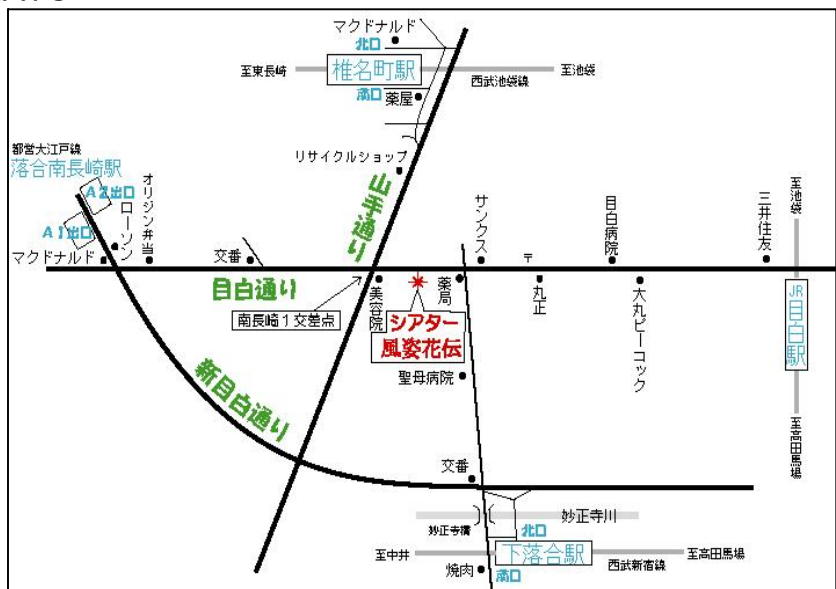 マクドナルド
北口
至東長崎
椎名町駅
西武池袋線
至池袋
南口
薬屋
リサイクルショップ
都営大江戸線
落合南長崎駅
A2出口
A1出口
マクドナルド
ローソン
オリジン弁当
交番
山手通り
サンクス
〒
目白病院
三井住友
至池袋
目白通り
南長崎1交差点
美容院
薬局
丸正
大丸ピーコック
JR目白駅
シアター
風姿花伝
聖母病院
新目白通り
至高田馬場
交番
妙正寺橋
妙正寺川
北口
至中井
下落合駅
西武新宿線
至高田馬場
焼肉
南口